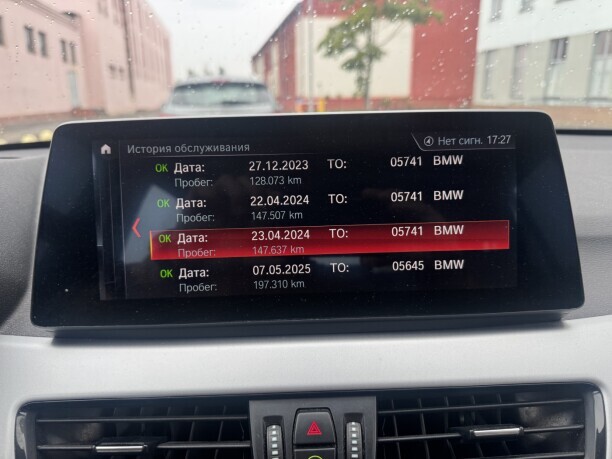 История обслуживания
④ Нет сигн. 17:27
OK Дата: 27.12.2023 ТО: 05741 BMW
Пробег: 128.073 km
OK Дата: 22.04.2024 ТО: 05741 BMW
Пробег: 147.507 km
OK Дата: 23.04.2024 ТО: 05741 BMW
Пробег: 147.637 km
OK Дата: 07.05.2025 ТО: 05645 BMW
Пробег: 197.310 km